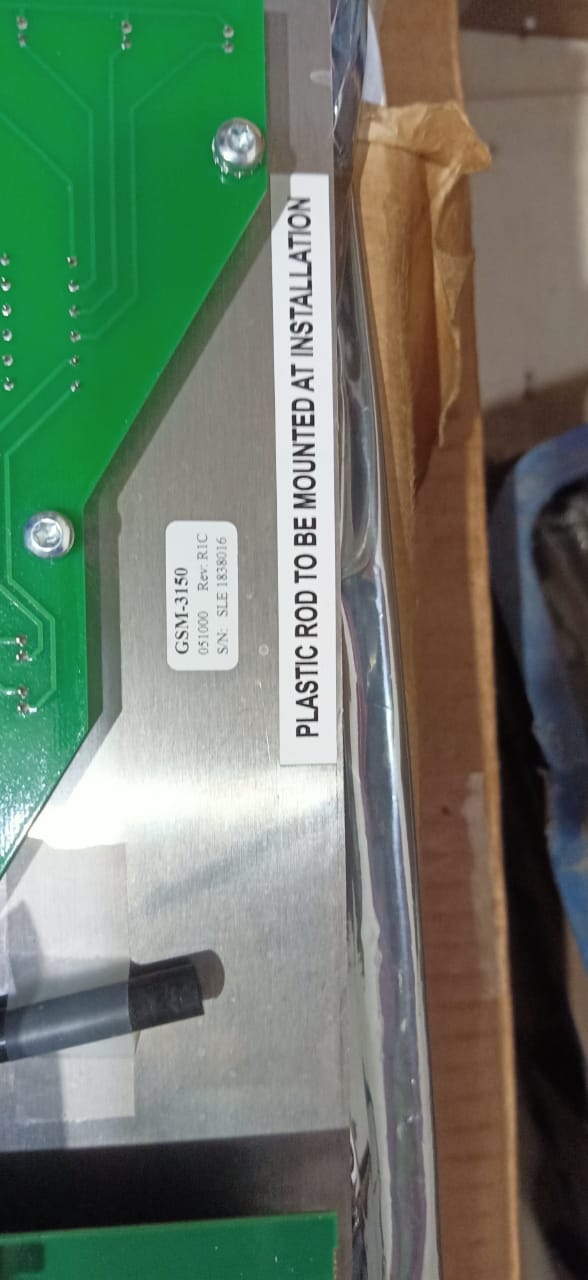 GSM-3150
051000 Rev: R1C
S/N: SLE 1838016
PLASTIC ROD TO BE MOUNTED AT INSTALLATION